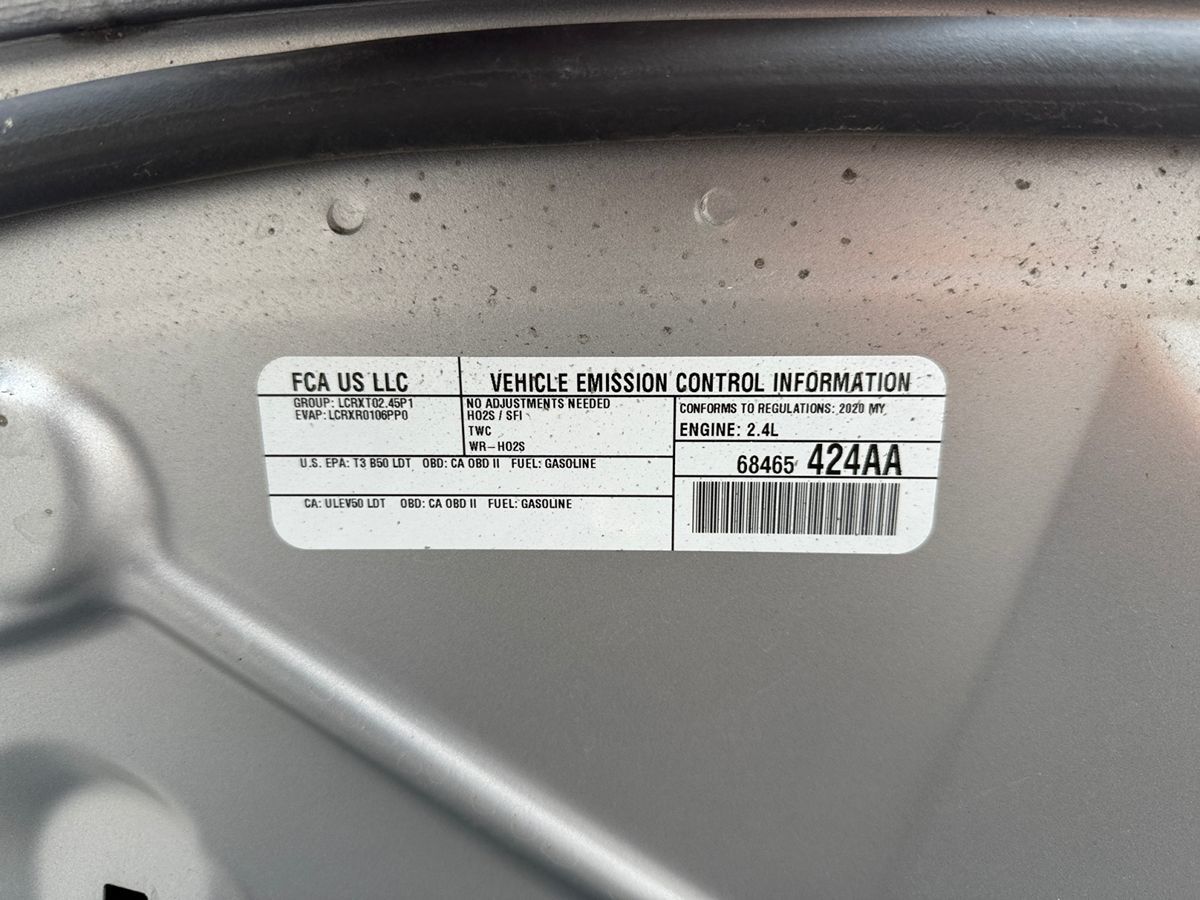 FCA US LLC
VEHICLE EMISSION CONTROL INFORMATION
GROUP: LCRXT02.45P1
EVAP: LCRXR0106PP0
NO ADJUSTMENTS NEEDED
HO2S / SFI
TWC
WR-HO2S
CONFORMS TO REGULATIONS: 2020 MY
ENGINE: 2.4L
U.S. EPA: T3 B50 LDT OBD: CA OBD II FUEL: GASOLINE
68465 424AA
CA: ULEV50 LDT OBD: CA OBD II FUEL: GASOLINE